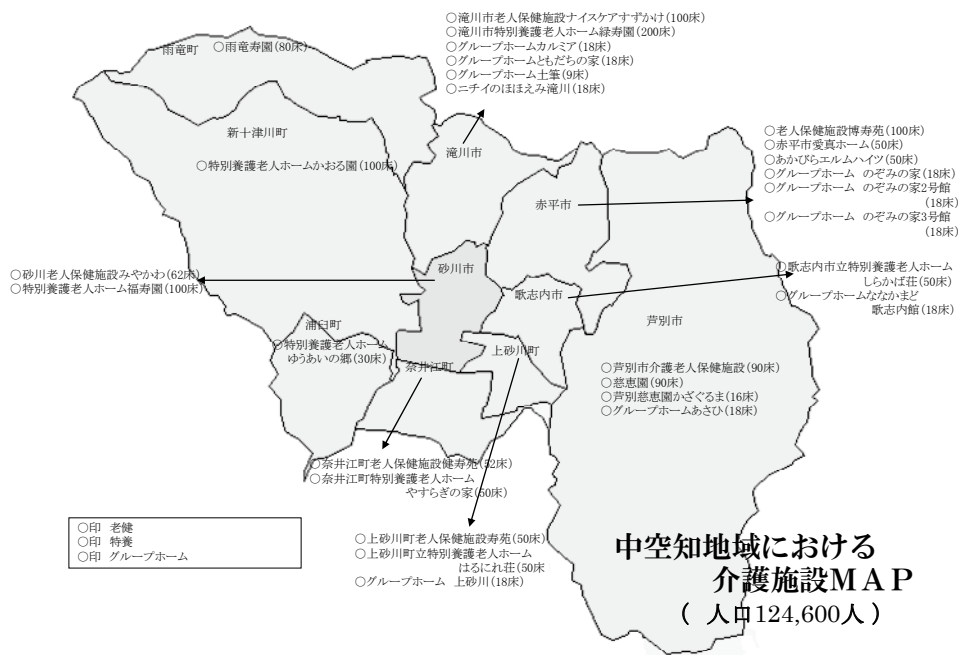 ○滝川市老人保健施設ナイスケアすずかけ(100床)
○滝川市特別養護老人ホーム緑寿園(200床)
○グループホームカルミア(18床)
○グループホームともだちの家(18床)
○グループホーム土筆(9床)
○ニチイのほほえみ滝川(18床)
雨竜町
○雨竜寿園(80床)
新十津川町
○特別養護老人ホームかおる園(100床)
滝川市
○老人保健施設博寿苑(100床)
○赤平市愛真ホーム(50床)
○あかびらエルムハイツ(50床)
○グループホーム のぞみの家(18床)
○グループホーム のぞみの家2号館
(18床)
○グループホーム のぞみの家3号館
(18床)
赤平市
○砂川老人保健施設みやかわ(62床)
○特別養護老人ホーム福寿園(100床)
砂川市
歌志内市
○歌志内市立特別養護老人ホーム
しらかば荘(50床)
○グループホームななかまど
歌志内館(18床)
浦臼町
○特別養護老人ホーム
ゆうあいの郷(30床)
奈井江町
上砂川町
芦別市
○芦別市介護老人保健施設(90床)
○慈恵園(90床)
○芦別慈恵園かざぐるま(16床)
○グループホームあさひ(18床)
○奈井江町老人保健施設健寿苑(52床)
○奈井江町特別養護老人ホーム
やすらぎの家(50床)
○印 老健
○印 特養
○印 グループホーム
○上砂川町老人保健施設寿苑(50床)
○上砂川町立特別養護老人ホーム
はるにれ荘(50床
○グループホーム 上砂川(18床)
中空知地域における
介護施設MAP
( 人口124,600人 )